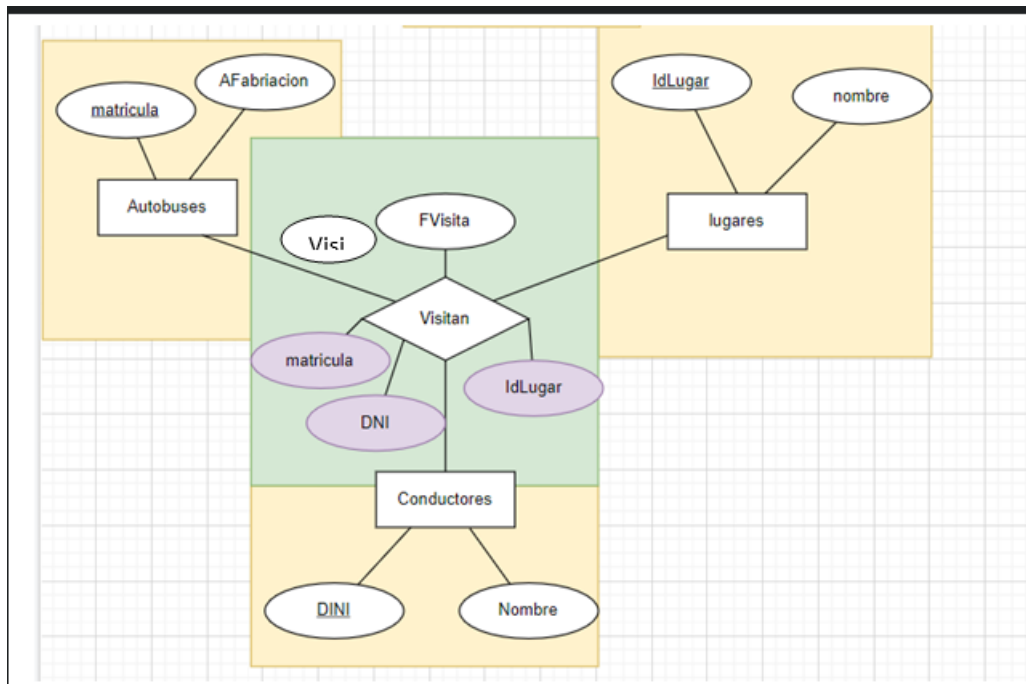 AFabriacion
matricula
Autobuses
IdLugar
nombre
lugares
FVisita
Visi
Visitan
matricula
IdLugar
DNI
Conductores
DINI
Nombre